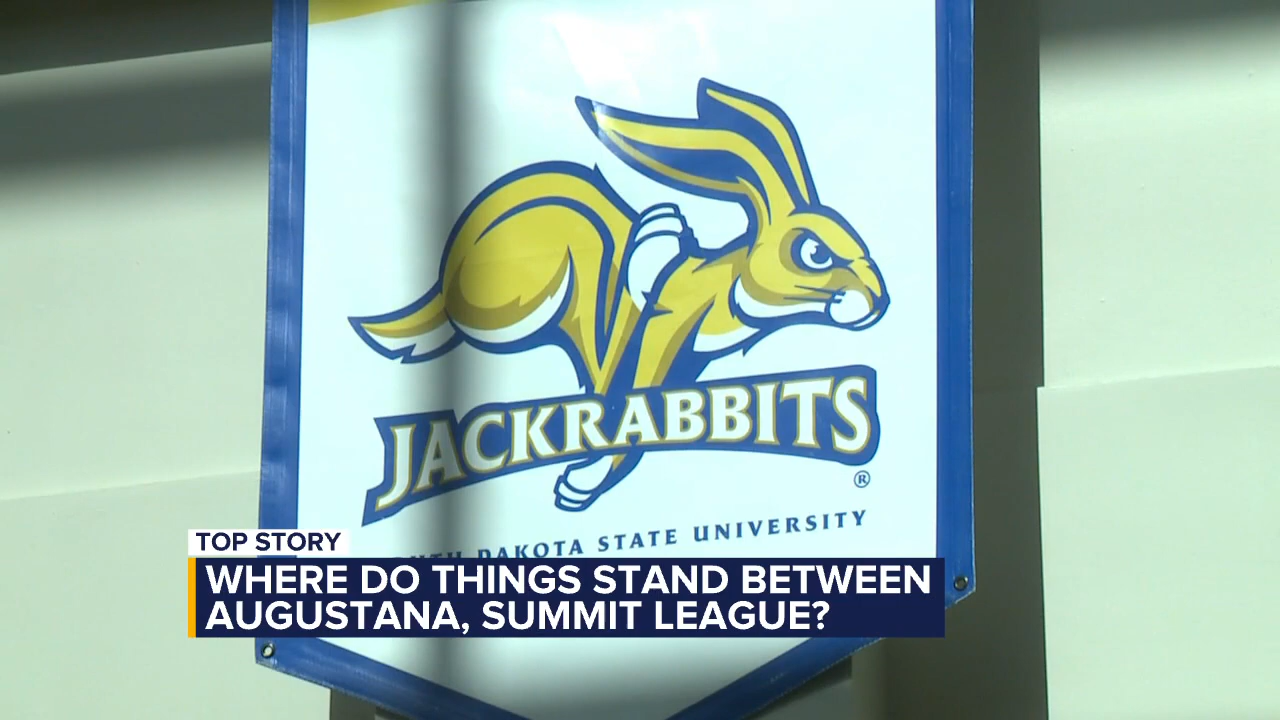 JACKRABBITS
®
DAKOTA STATE UNIVERSITY
TOP STORY
WHERE DO THINGS STAND BETWEEN
AUGUSTANA, SUMMIT LEAGUE?